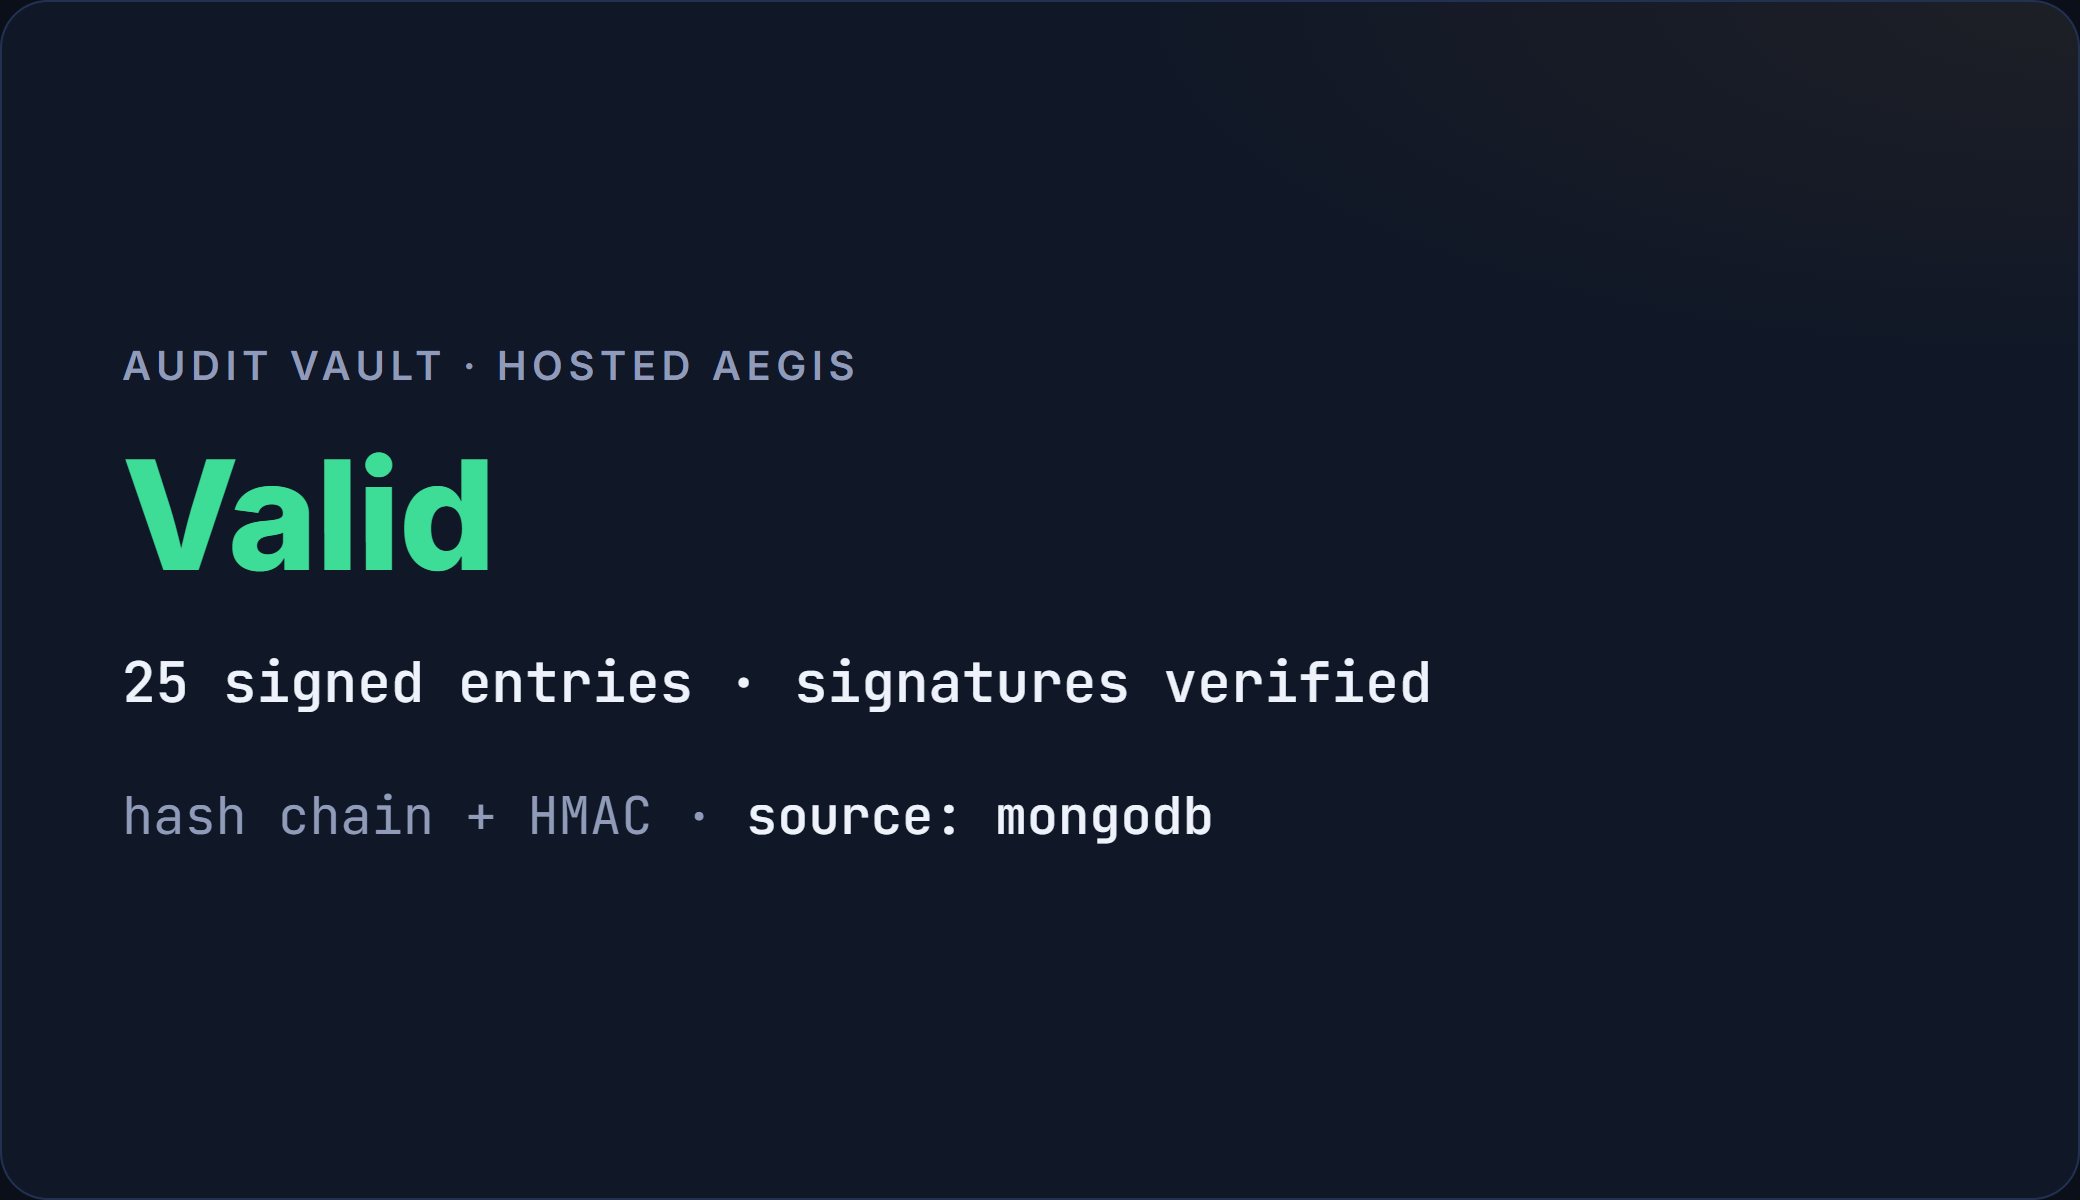 AUDIT VAULT · HOSTED AEGIS
Valid
25 signed entries · signatures verified
hash chain + HMAC · source: mongodb